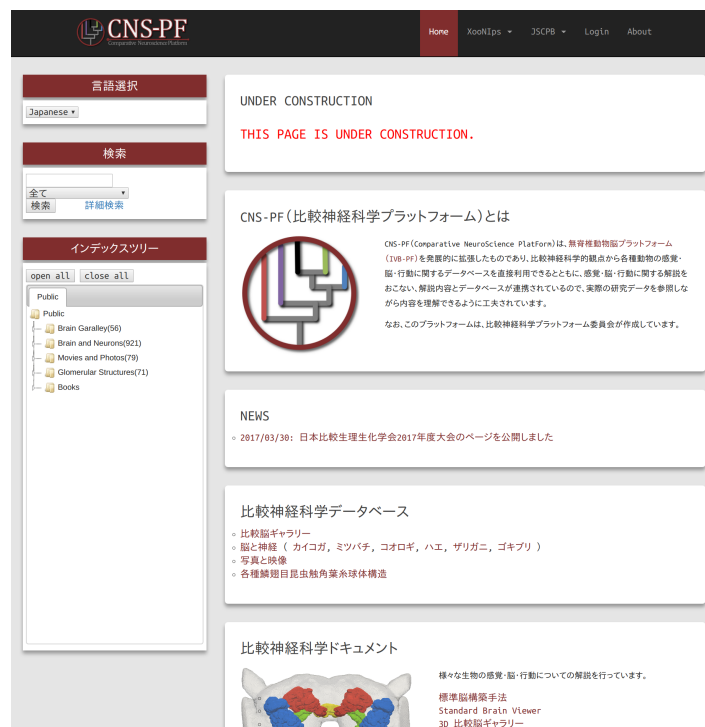 CNS-PF
Comparative Neuroscience Platform
Home XooNIps JSCPB Login About
言語選択
Japanese
検索
全て
検索 詳細検索
インデックスツリー
open all close all
Public
Public
Brain Garalley(56)
Brain and Neurons(921)
Movies and Photos(79)
Glomerular Structures(71)
Books
UNDER CONSTRUCTION
THIS PAGE IS UNDER CONSTRUCTION.
CNS-PF(比較神経科学プラットフォーム)とは
CNS-PF(Comparative NeuroScience PlatForm)は、無脊椎動物脳プラットフォーム
(IVB-PF)を発展的に拡張したものであり、比較神経科学的観点から各種動物の感覚・
脳・行動に関するデータベースを直接利用できるとともに、感覚・脳・行動に関する解説を
おこない、解説内容とデータベースが連携されているので、実際の研究データを参照しな
がら内容を理解できるように工夫されています。
なお、このプラットフォームは、比較神経科学プラットフォーム委員会が作成しています。
NEWS
2017/03/30: 日本比較生理生化学会2017年度大会のページを公開しました
比較神経科学データベース
比較脳ギャラリー
脳と神経 ( カイコガ, ミツバチ, コオロギ, ハエ, ザリガニ, ゴキブリ )
写真と映像
各種鱗翅目昆虫触角葉糸球体構造
比較神経科学ドキュメント
様々な生物の感覚・脳・行動についての解説を行っています。
標準脳構築手法
Standard Brain Viewer
3D 比較脳ギャラリー